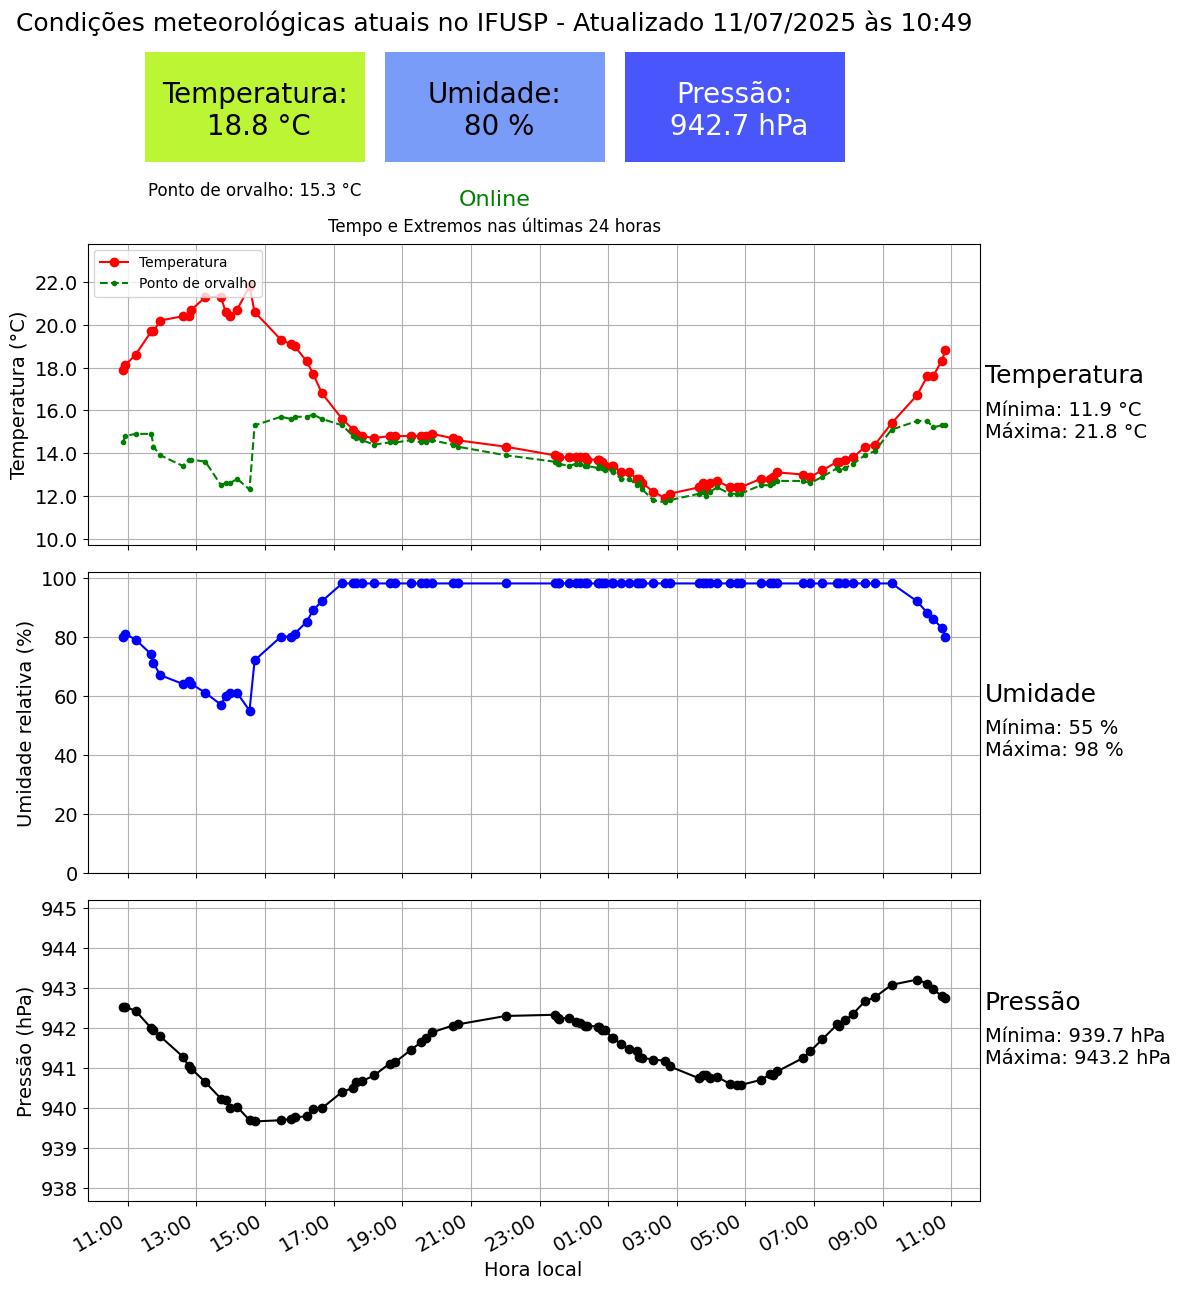 Condições meteorológicas atuais no IFUSP - Atualizado 11/07/2025 às 10:49
Temperatura:
18.8 °C
Umidade:
80 %
Pressão:
942.7 hPa
Ponto de orvalho: 15.3 °C
Online
Tempo e Extremos nas últimas 24 horas
Temperatura
Ponto de orvalho
Temperatura (°C)
22.0
20.0
18.0
16.0
14.0
12.0
10.0
Temperatura
Mínima: 11.9 °C
Máxima: 21.8 °C
Umidade relativa (%)
100
80
60
40
20
0
Umidade
Mínima: 55 %
Máxima: 98 %
Pressão (hPa)
945
944
943
942
941
940
939
938
Pressão
Mínima: 939.7 hPa
Máxima: 943.2 hPa
11:00
13:00
15:00
17:00
19:00
21:00
23:00
01:00
03:00
05:00
07:00
09:00
11:00
Hora local